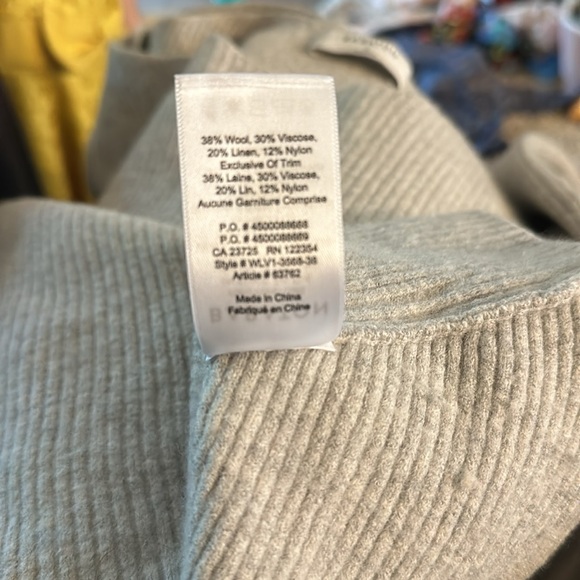 38% Wool, 30% Viscose,
20% Linen, 12% Nylon
Exclusive Of Trim
38% Laine, 30% Viscose,
20% Lin, 12% Nylon
Aucune Garniture Comprise
P.O. # 4500088668
P.O. # 4500088669
CA 23725 RN 122354
Style # WLV1-3568-38
Article # 63762
Made in China
Fabriqué en Chine